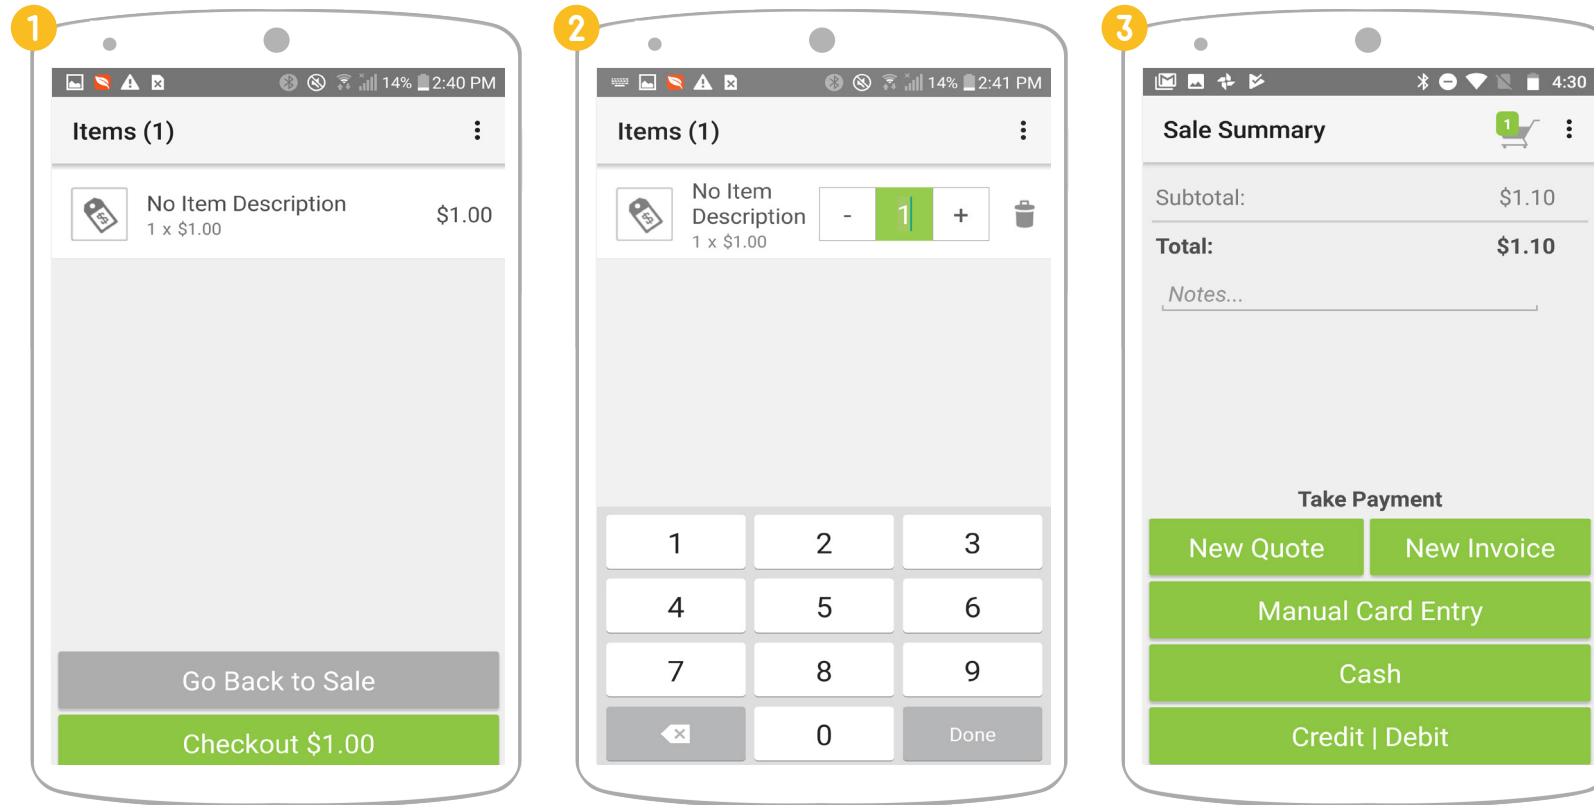 1
14% 2:40 PM
Items (1)
No Item Description
1 x $1.00
$1.00
Go Back to Sale
Checkout $1.00
2
14% 2:41 PM
Items (1)
No Item
Description
1 x $1.00
- 1 +
1 2 3
4 5 6
7 8 9
0 Done
3
4:30
Sale Summary
1
Subtotal: $1.10
Total: $1.10
Notes...
Take Payment
New Quote New Invoice
Manual Card Entry
Cash
Credit | Debit